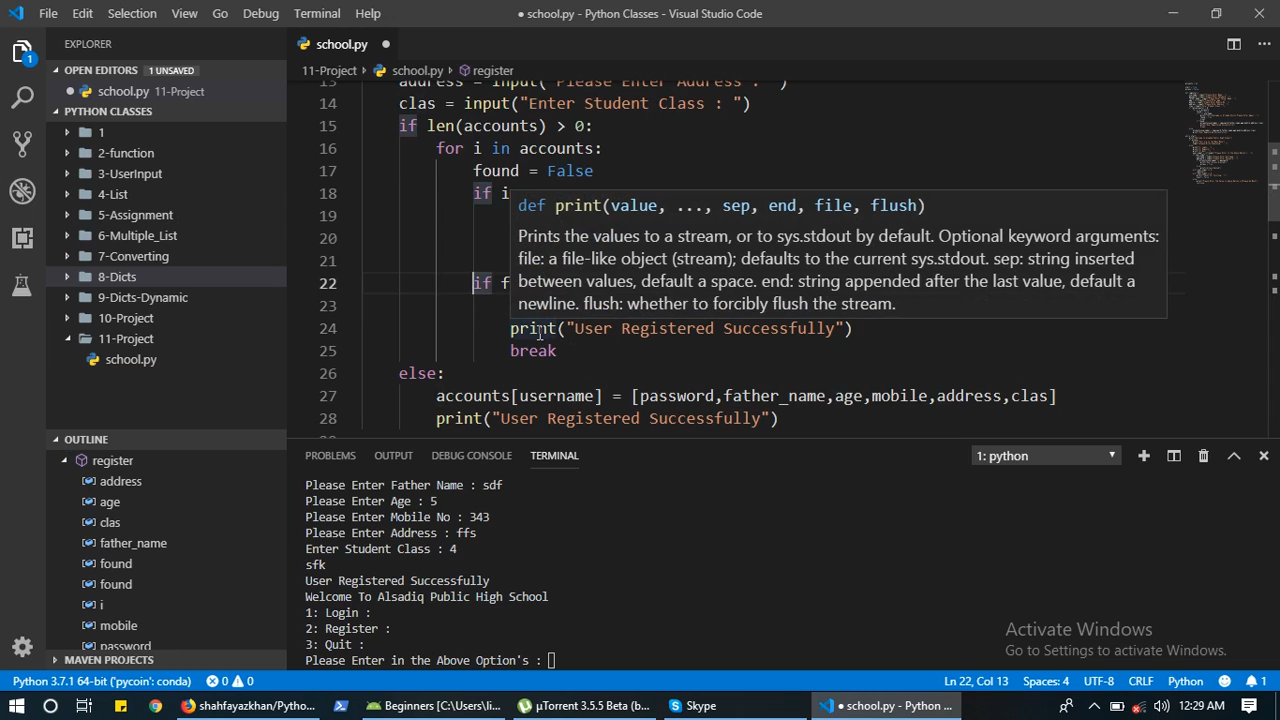 File Edit Selection View Go Debug Terminal Help
● school.py - Python Classes - Visual Studio Code
EXPLORER
OPEN EDITORS 1 UNSAVED
● school.py 11-Project
PYTHON CLASSES
1
2-function
3-UserInput
4-List
5-Assignment
6-Multiple_List
7-Converting
8-Dicts
9-Dicts-Dynamic
10-Project
11-Project
school.py
OUTLINE
register
address
age
clas
father_name
found
found
i
mobile
password
MAVEN PROJECTS
school.py ●
11-Project › school.py › register
13 address = input("Please Enter Address : ")
14 clas = input("Enter Student Class : ")
15 if len(accounts) > 0:
16 for i in accounts:
17 found = False
18 if i
19
20
21
22 if f
23
24 print("User Registered Successfully")
25 break
26 else:
27 accounts[username] = [password,father_name,age,mobile,address,clas]
28 print("User Registered Successfully")
def print(value, ..., sep, end, file, flush)
Prints the values to a stream, or to sys.stdout by default. Optional keyword arguments:
file: a file-like object (stream); defaults to the current sys.stdout. sep: string inserted
between values, default a space. end: string appended after the last value, default a
newline. flush: whether to forcibly flush the stream.
PROBLEMS OUTPUT DEBUG CONSOLE TERMINAL
1: python
Please Enter Father Name : sdf
Please Enter Age : 5
Please Enter Mobile No : 343
Please Enter Address : ffs
Enter Student Class : 4
sfk
User Registered Successfully
Welcome To Alsadiq Public High School
1: Login :
2: Register :
3: Quit :
Please Enter in the Above Option's :
Activate Windows
Go to Settings to activate Windows.
Python 3.7.1 64-bit ('pycoin': conda) 0 0
Ln 22, Col 13 Spaces: 4 UTF-8 CRLF Python 1
shahfayazkhan/Pytho...
Beginners [C:\Users\li...
µTorrent 3.5.5 Beta (b...
Skype
● school.py - Python ...
12:29 AM